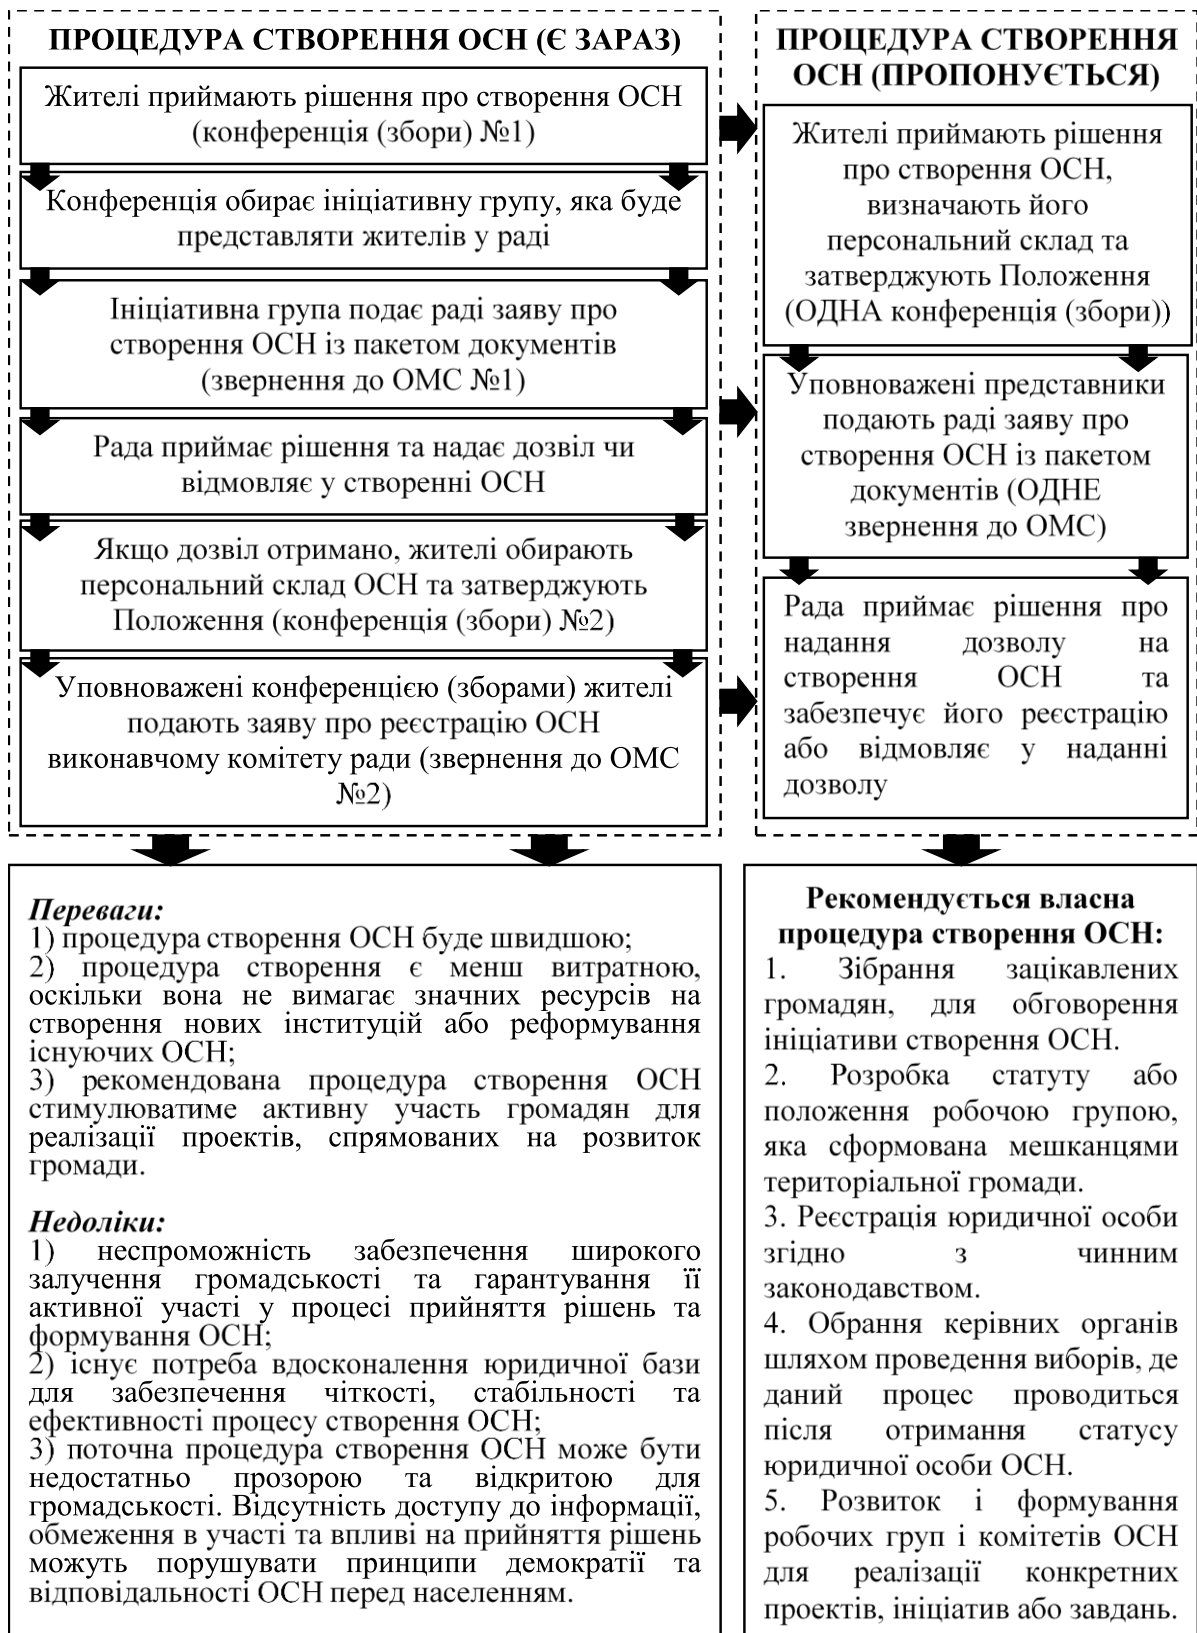 ПРОЦЕДУРА СТВОРЕННЯ ОСН (Є ЗАРАЗ)
Жителі приймають рішення про створення ОСН
(конференція (збори) №1)
Конференція обирає ініціативну групу, яка буде
представляти жителів у раді
Ініціативна група подає раді заяву про
створення ОСН із пакетом документів
(звернення до ОМС №1)
Рада приймає рішення та надає дозвіл чи
відмовляє у створенні ОСН
Якщо дозвіл отримано, жителі обирають
персональний склад ОСН та затверджують
Положення (конференція (збори) №2)
Уповноважені конференцією (зборами) жителі
подають заяву про реєстрацію ОСН
виконавчому комітету ради (звернення до ОМС
№2)
ПРОЦЕДУРА СТВОРЕННЯ
ОСН (ПРОПОНУЄТЬСЯ)
Жителі приймають рішення
про створення ОСН,
визначають його
персональний склад та
затверджують Положення
(ОДНА конференція (збори))
Уповноважені представники
подають раді заяву про
створення ОСН із пакетом
документів (ОДНЕ
звернення до ОМС)
Рада приймає рішення про
надання дозволу на
створення ОСН та
забезпечує його реєстрацію
або відмовляє у наданні
дозволу
Переваги:
1) процедура створення ОСН буде швидшою;
2) процедура створення є менш витратною,
оскільки вона не вимагає значних ресурсів на
створення нових інституцій або реформування
існуючих ОСН;
3) рекомендована процедура створення ОСН
стимулюватиме активну участь громадян для
реалізації проектів, спрямованих на розвиток
громади.
Недоліки:
1) неспроможність забезпечення широкого
залучення громадськості та гарантування її
активної участі у процесі прийняття рішень та
формування ОСН;
2) існує потреба вдосконалення юридичної бази
для забезпечення чіткості, стабільності та
ефективності процесу створення ОСН;
3) поточна процедура створення ОСН може бути
недостатньо прозорою та відкритою для
громадськості. Відсутність доступу до інформації,
обмеження в участі та впливі на прийняття рішень
можуть порушувати принципи демократії та
відповідальності ОСН перед населенням.
Рекомендується власна
процедура створення ОСН:
1. Зібрання зацікавлених
громадян, для обговорення
ініціативи створення ОСН.
2. Розробка статуту або
положення робочою групою,
яка сформована мешканцями
територіальної громади.
3. Реєстрація юридичної особи
згідно з чинним
законодавством.
4. Обрання керівних органів
шляхом проведення виборів, де
даний процес проводиться
після отримання статусу
юридичної особи ОСН.
5. Розвиток і формування
робочих груп і комітетів ОСН
для реалізації конкретних
проектів, ініціатив або завдань.